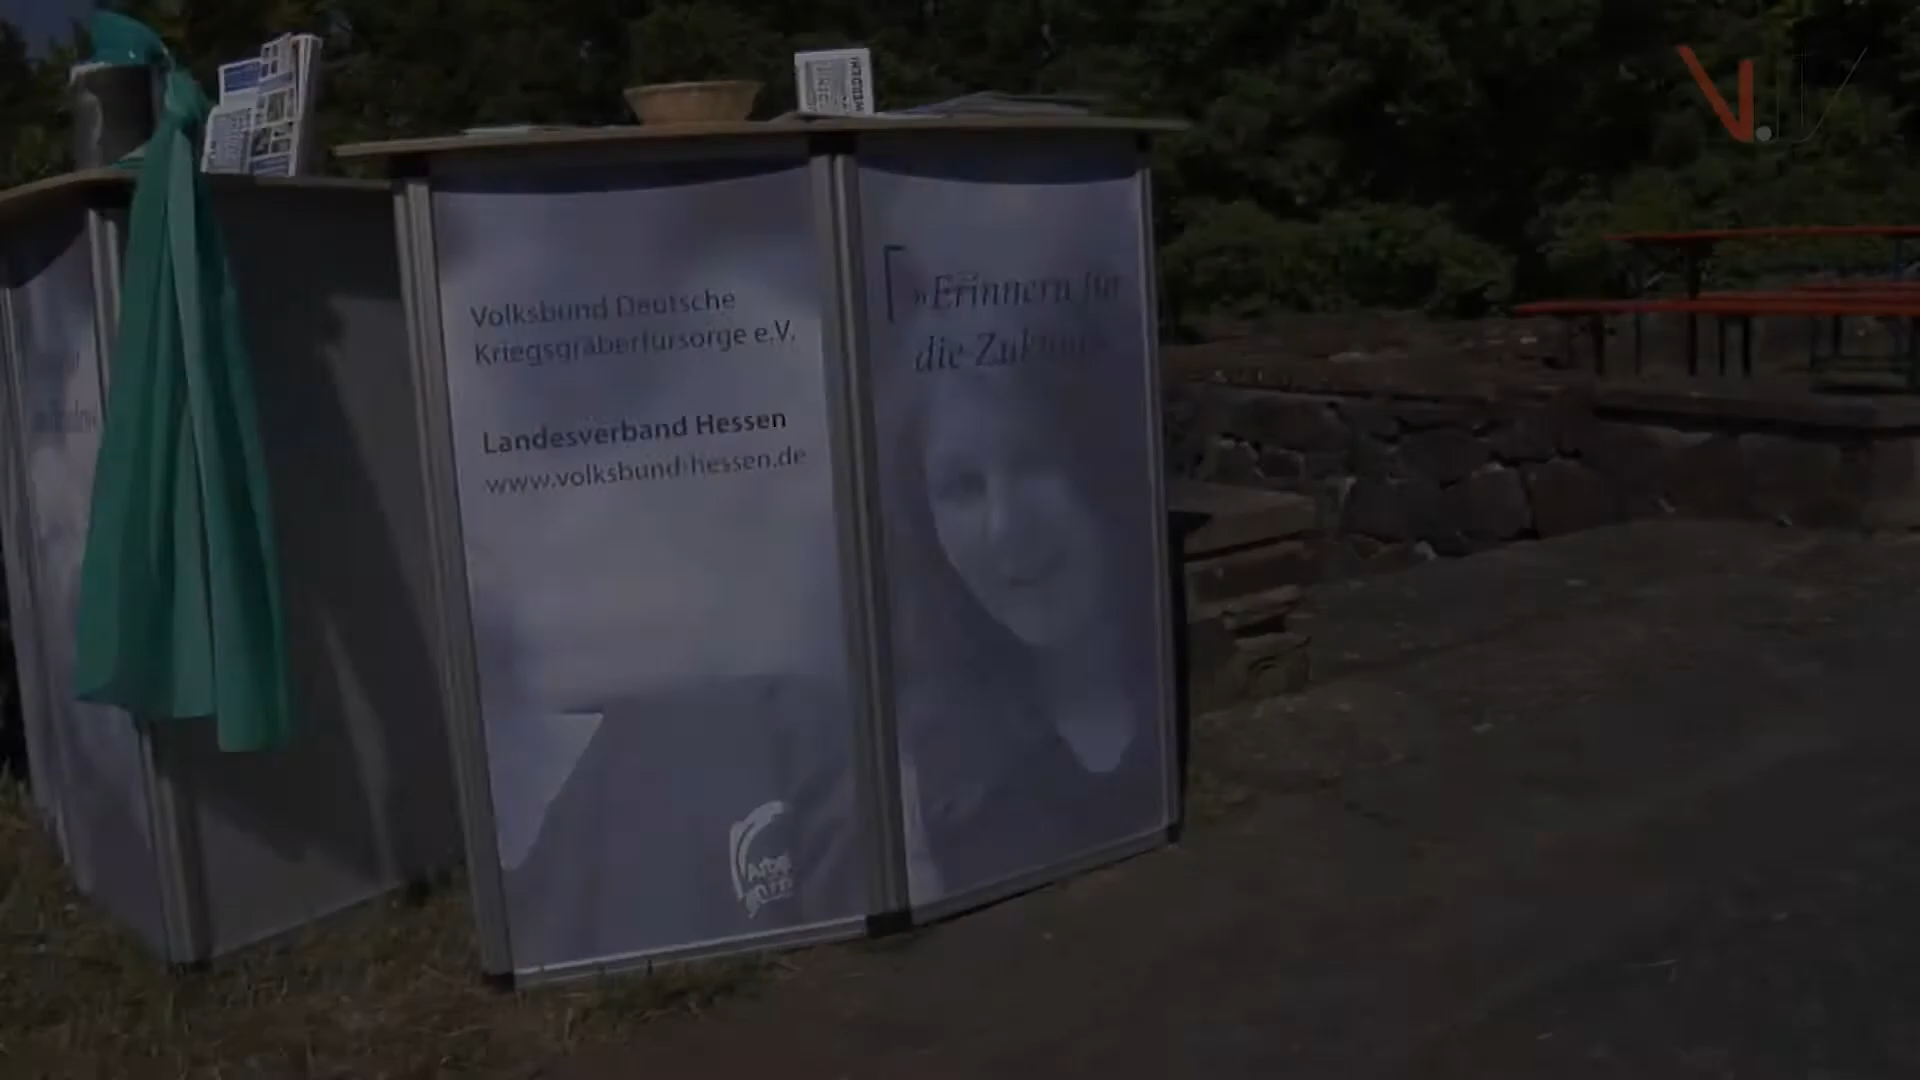 Volksbund Deutsche
Kriegsgräberfürsorge e.V.
Landesverband Hessen
www.volksbund-hessen.de
»Erinnern für
die Zukunft«